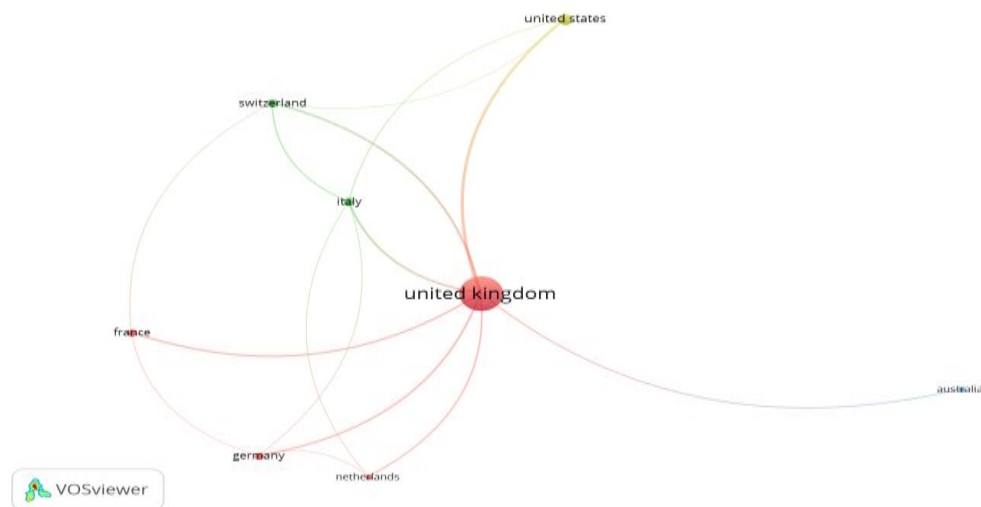 united states
switzerland
italy
united kingdom
france
australia
germany
netherlands
VOSviewer